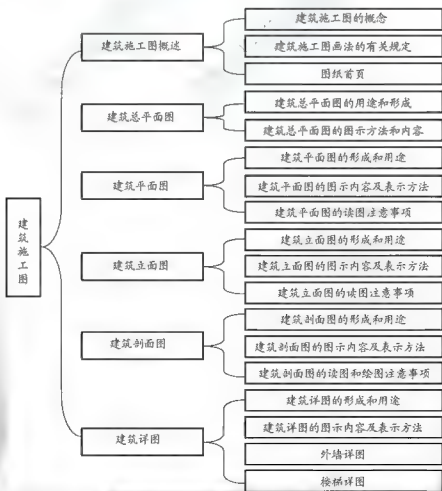 建筑施工图
建筑施工图概述
建筑施工图的概念
建筑施工图画法的有关规定
图纸首页
建筑总平面图
建筑总平面图的用途和形成
建筑总平面图的图示方法和内容
建筑平面图
建筑平面图的形成和用途
建筑平面图的图示内容及表示方法
建筑平面图的读图注意事项
建筑立面图
建筑立面图的形成和用途
建筑立面图的图示内容及表示方法
建筑立面图的读图注意事项
建筑剖面图
建筑剖面图的形成和用途
建筑剖面图的图示内容及表示方法
建筑剖面图的读图和绘图注意事项
建筑详图
建筑详图的形成和用途
建筑详图的图示内容及表示方法
外墙详图
楼梯详图